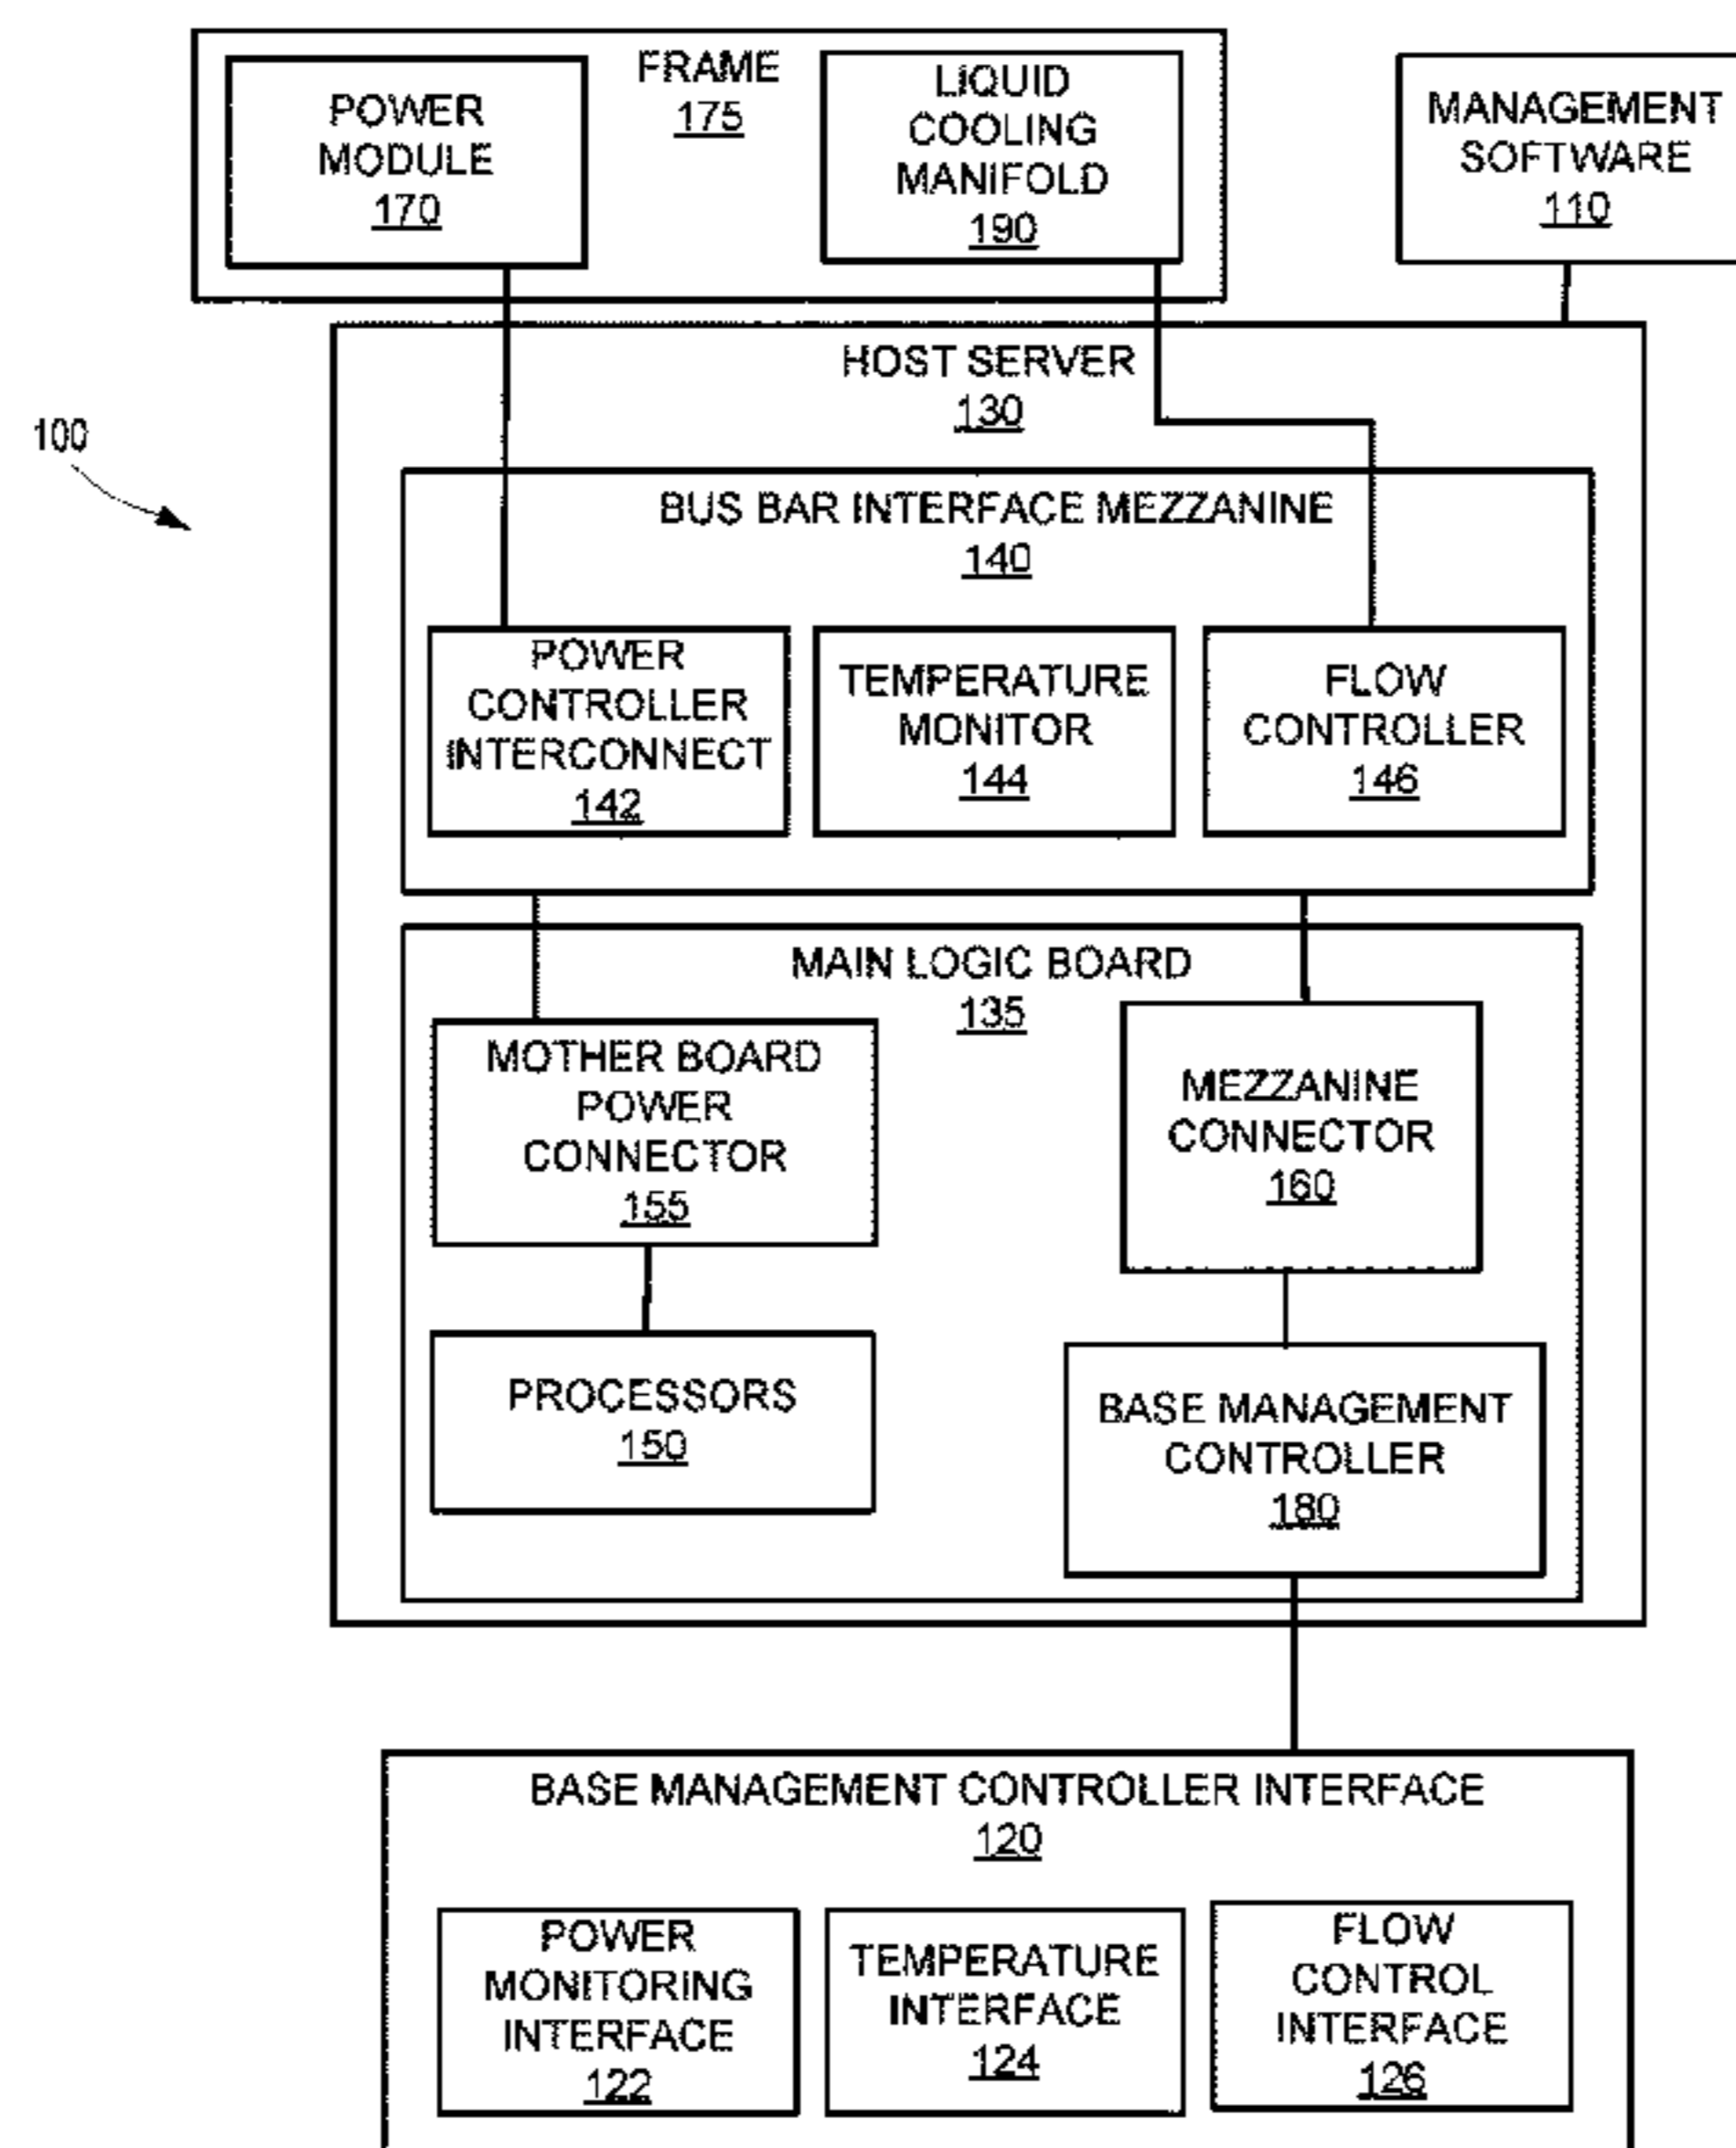 FRAME
175
POWER
MODULE
170
LIQUID
COOLING
MANIFOLD
190
MANAGEMENT
SOFTWARE
110
HOST SERVER
130
100
BUS BAR INTERFACE MEZZANINE
140
POWER
CONTROLLER
INTERCONNECT
142
TEMPERATURE
MONITOR
144
FLOW
CONTROLLER
146
MAIN LOGIC BOARD
135
MOTHER BOARD
POWER
CONNECTOR
155
MEZZANINE
CONNECTOR
160
PROCESSORS
150
BASE MANAGEMENT
CONTROLLER
180
BASE MANAGEMENT CONTROLLER INTERFACE
120
POWER
MONITORING
INTERFACE
122
TEMPERATURE
INTERFACE
124
FLOW
CONTROL
INTERFACE
126